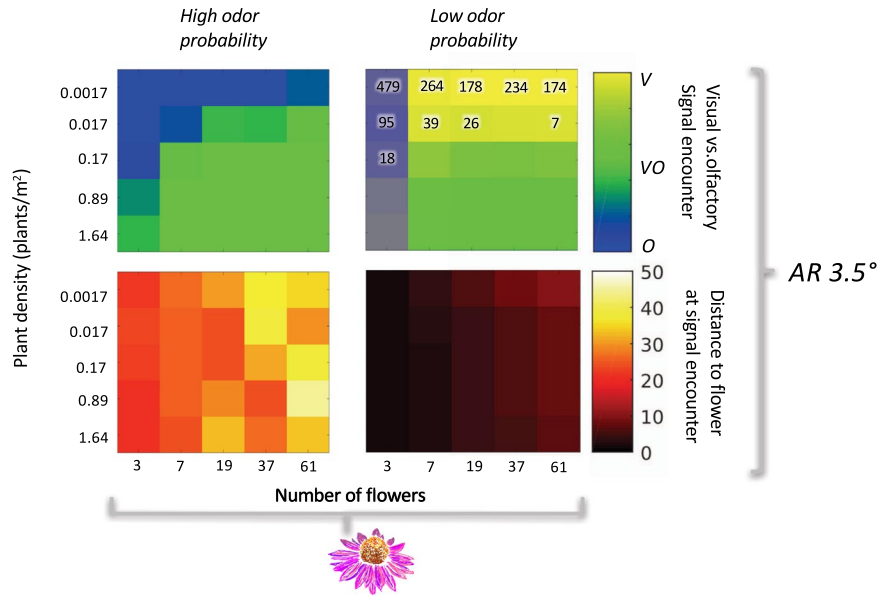 High odor
probability
Low odor
probability
0.0017
0.017
0.17
0.89
1.64
479 264 178 234 174
95 39 26 7
18
V
VO
O
Visual vs.olfactory
Signal encounter
Plant density (plants/m²)
AR 3.5°
0.0017
0.017
0.17
0.89
1.64
50
40
30
20
10
0
Distance to flower
at signal encounter
3 7 19 37 61
3 7 19 37 61
Number of flowers